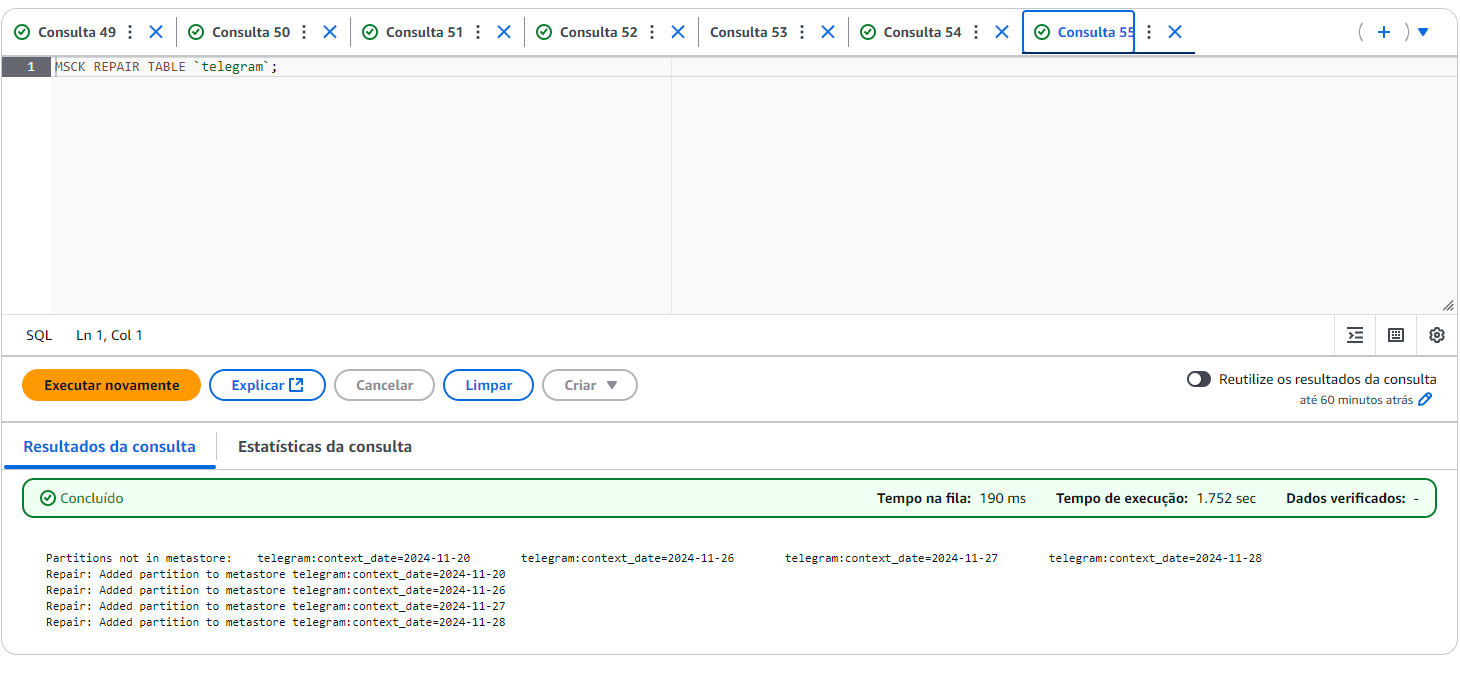 Consulta 49 Consulta 50 Consulta 51 Consulta 52 Consulta 53 Consulta 54 Consulta 55
1 MSCK REPAIR TABLE `telegram`;
SQL Ln 1, Col 1
Executar novamente Explicar Cancelar Limpar Criar Reutilize os resultados da consulta
até 60 minutos atrás
Resultados da consulta Estatísticas da consulta
Concluído Tempo na fila: 190 ms Tempo de execução: 1.752 sec Dados verificados: -
Partitions not in metastore: telegram:context_date=2024-11-20 telegram:context_date=2024-11-26 telegram:context_date=2024-11-27 telegram:context_date=2024-11-28
Repair: Added partition to metastore telegram:context_date=2024-11-20
Repair: Added partition to metastore telegram:context_date=2024-11-26
Repair: Added partition to metastore telegram:context_date=2024-11-27
Repair: Added partition to metastore telegram:context_date=2024-11-28